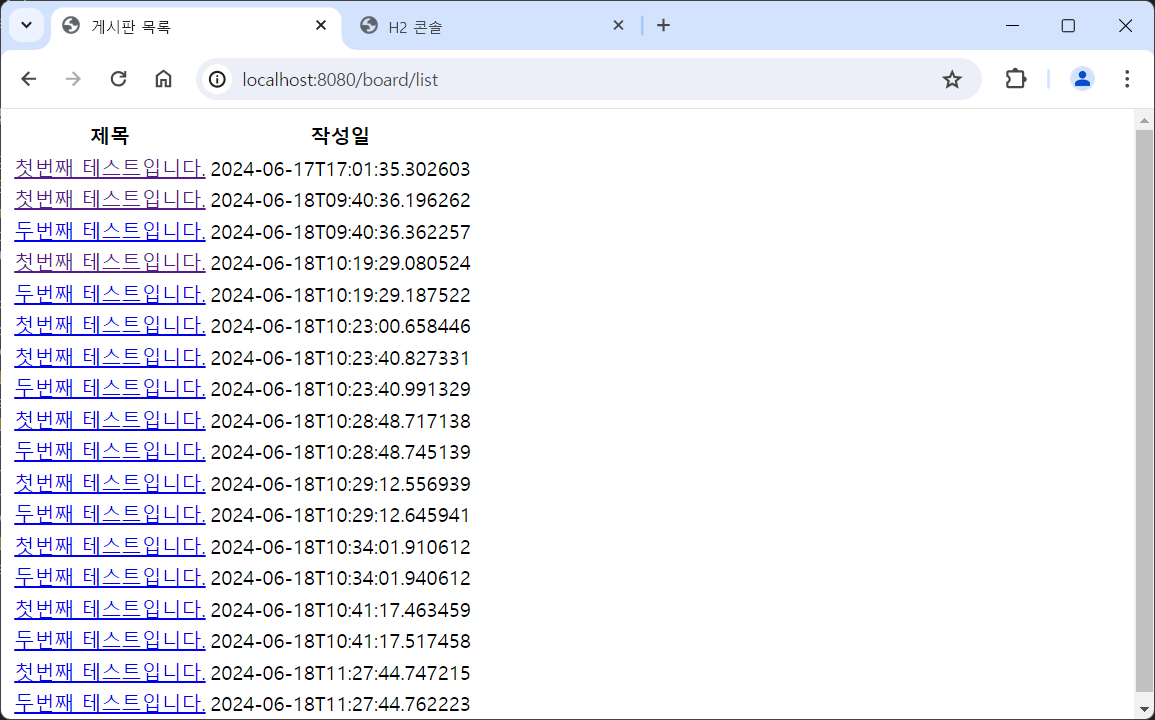 게시판 목록
H2 콘솔
localhost:8080/board/list
제목 작성일
첫번째 테스트입니다. 2024-06-17T17:01:35.302603
첫번째 테스트입니다. 2024-06-18T09:40:36.196262
두번째 테스트입니다. 2024-06-18T09:40:36.362257
첫번째 테스트입니다. 2024-06-18T10:19:29.080524
두번째 테스트입니다. 2024-06-18T10:19:29.187522
첫번째 테스트입니다. 2024-06-18T10:23:00.658446
첫번째 테스트입니다. 2024-06-18T10:23:40.827331
두번째 테스트입니다. 2024-06-18T10:23:40.991329
첫번째 테스트입니다. 2024-06-18T10:28:48.717138
두번째 테스트입니다. 2024-06-18T10:28:48.745139
첫번째 테스트입니다. 2024-06-18T10:29:12.556939
두번째 테스트입니다. 2024-06-18T10:29:12.645941
첫번째 테스트입니다. 2024-06-18T10:34:01.910612
두번째 테스트입니다. 2024-06-18T10:34:01.940612
첫번째 테스트입니다. 2024-06-18T10:41:17.463459
두번째 테스트입니다. 2024-06-18T10:41:17.517458
첫번째 테스트입니다. 2024-06-18T11:27:44.747215
두번째 테스트입니다. 2024-06-18T11:27:44.762223